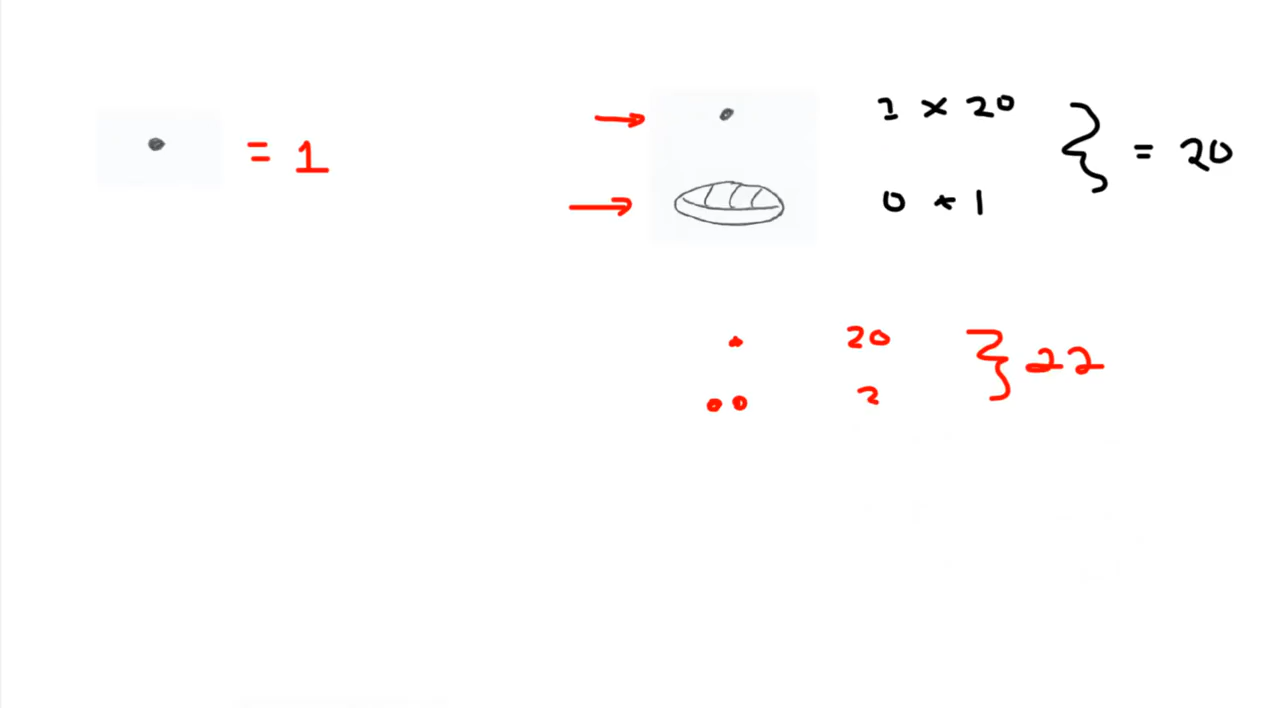 = 1
→ 1 × 20
→ 0 * 1
} = 20
20
2
} 22